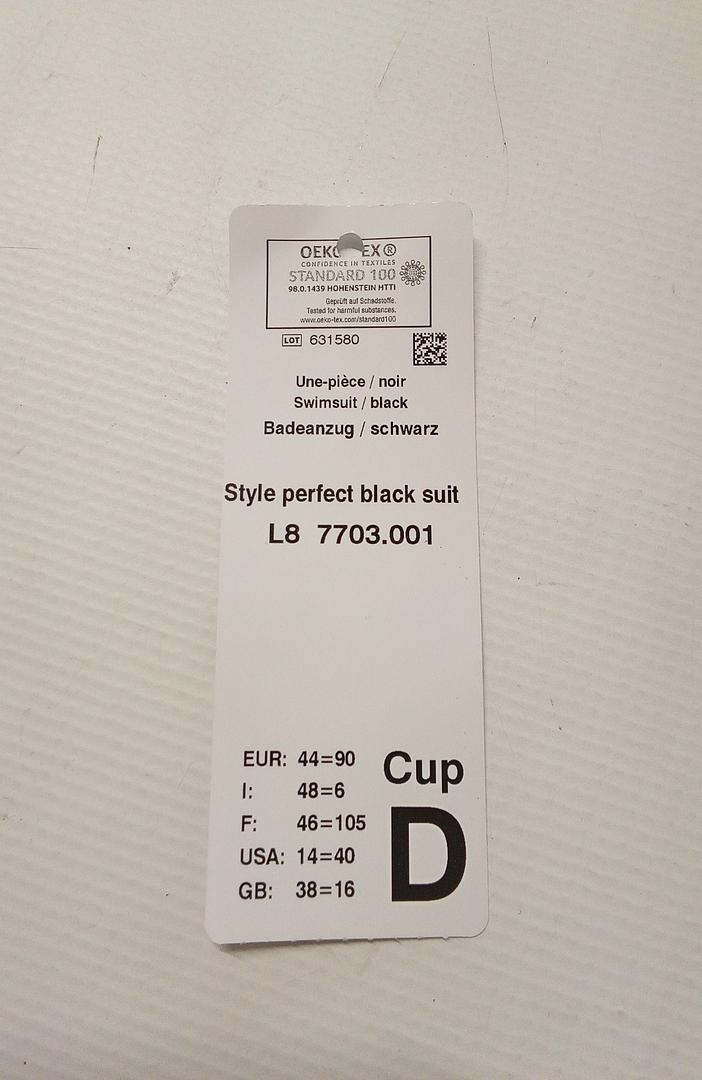 OEKO-TEX®
CONFIDENCE IN TEXTILES
STANDARD 100
98.0.1439 HOHENSTEIN HTTI
Geprüft auf Schadstoffe.
Tested for harmful substances.
www.oeko-tex.com/standard100
LOT 631580
Une-pièce / noir
Swimsuit / black
Badeanzug / schwarz
Style perfect black suit
L8 7703.001
EUR: 44=90
I: 48=6
F: 46=105
USA: 14=40
GB: 38=16
Cup
D